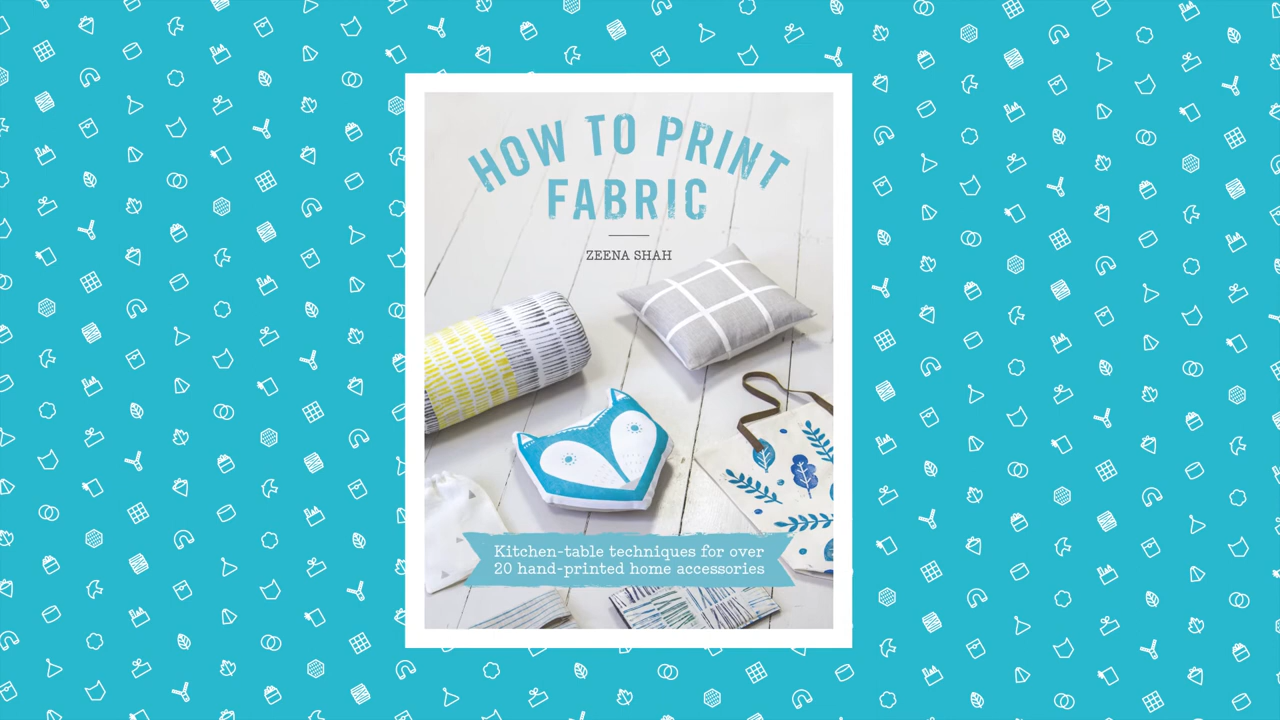 HOW TO PRINT
FABRIC
ZEENA SHAH
Kitchen-table techniques for over
20 hand-printed home accessories